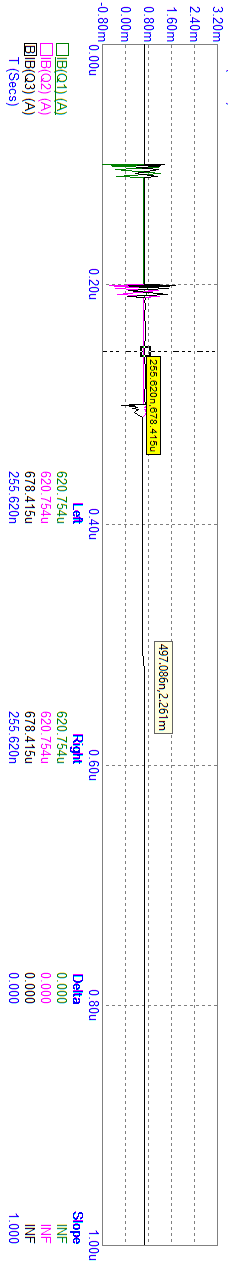 3.20m
2.40m
1.60m
0.80m
0.00m
-0.80m
255.620n,678.415u
497.086n,2.261m
0.00u 0.20u 0.40u 0.60u 0.80u 1.00u
Left Right Delta Slope
IB(Q1) (A) 620.754u 620.754u 0.000 INF
IB(Q2) (A) 620.754u 620.754u 0.000 INF
B IB(Q3) (A) 678.415u 678.415u 0.000 INF
T (Secs) 255.620n 255.620n 0.000 1.000